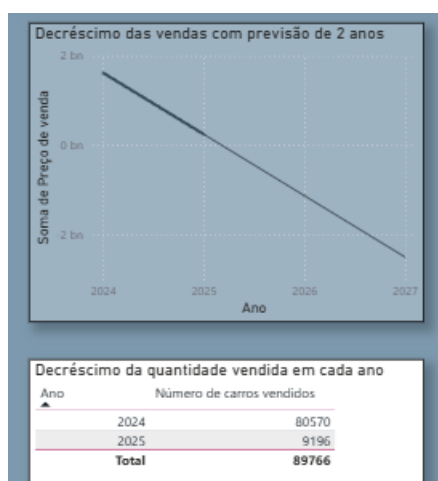 Decréscimo das vendas com previsão de 2 anos
2 bn
0 bn
-2 bn
Soma de Preço de venda
2024 2025 2026 2027
Ano
Decréscimo da quantidade vendida em cada ano
Ano Número de carros vendidos
2024 80570
2025 9196
Total 89766